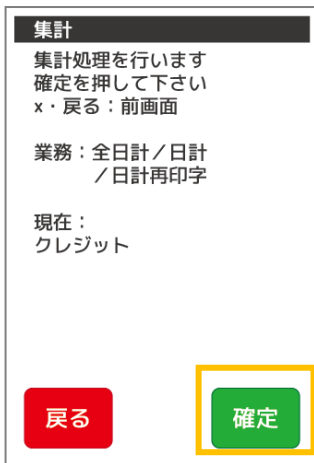 集計
集計処理を行います
確定を押して下さい
x・戻る：前画面
業務：全日計／日計
／日計再印字
現在：
クレジット
戻る
確定